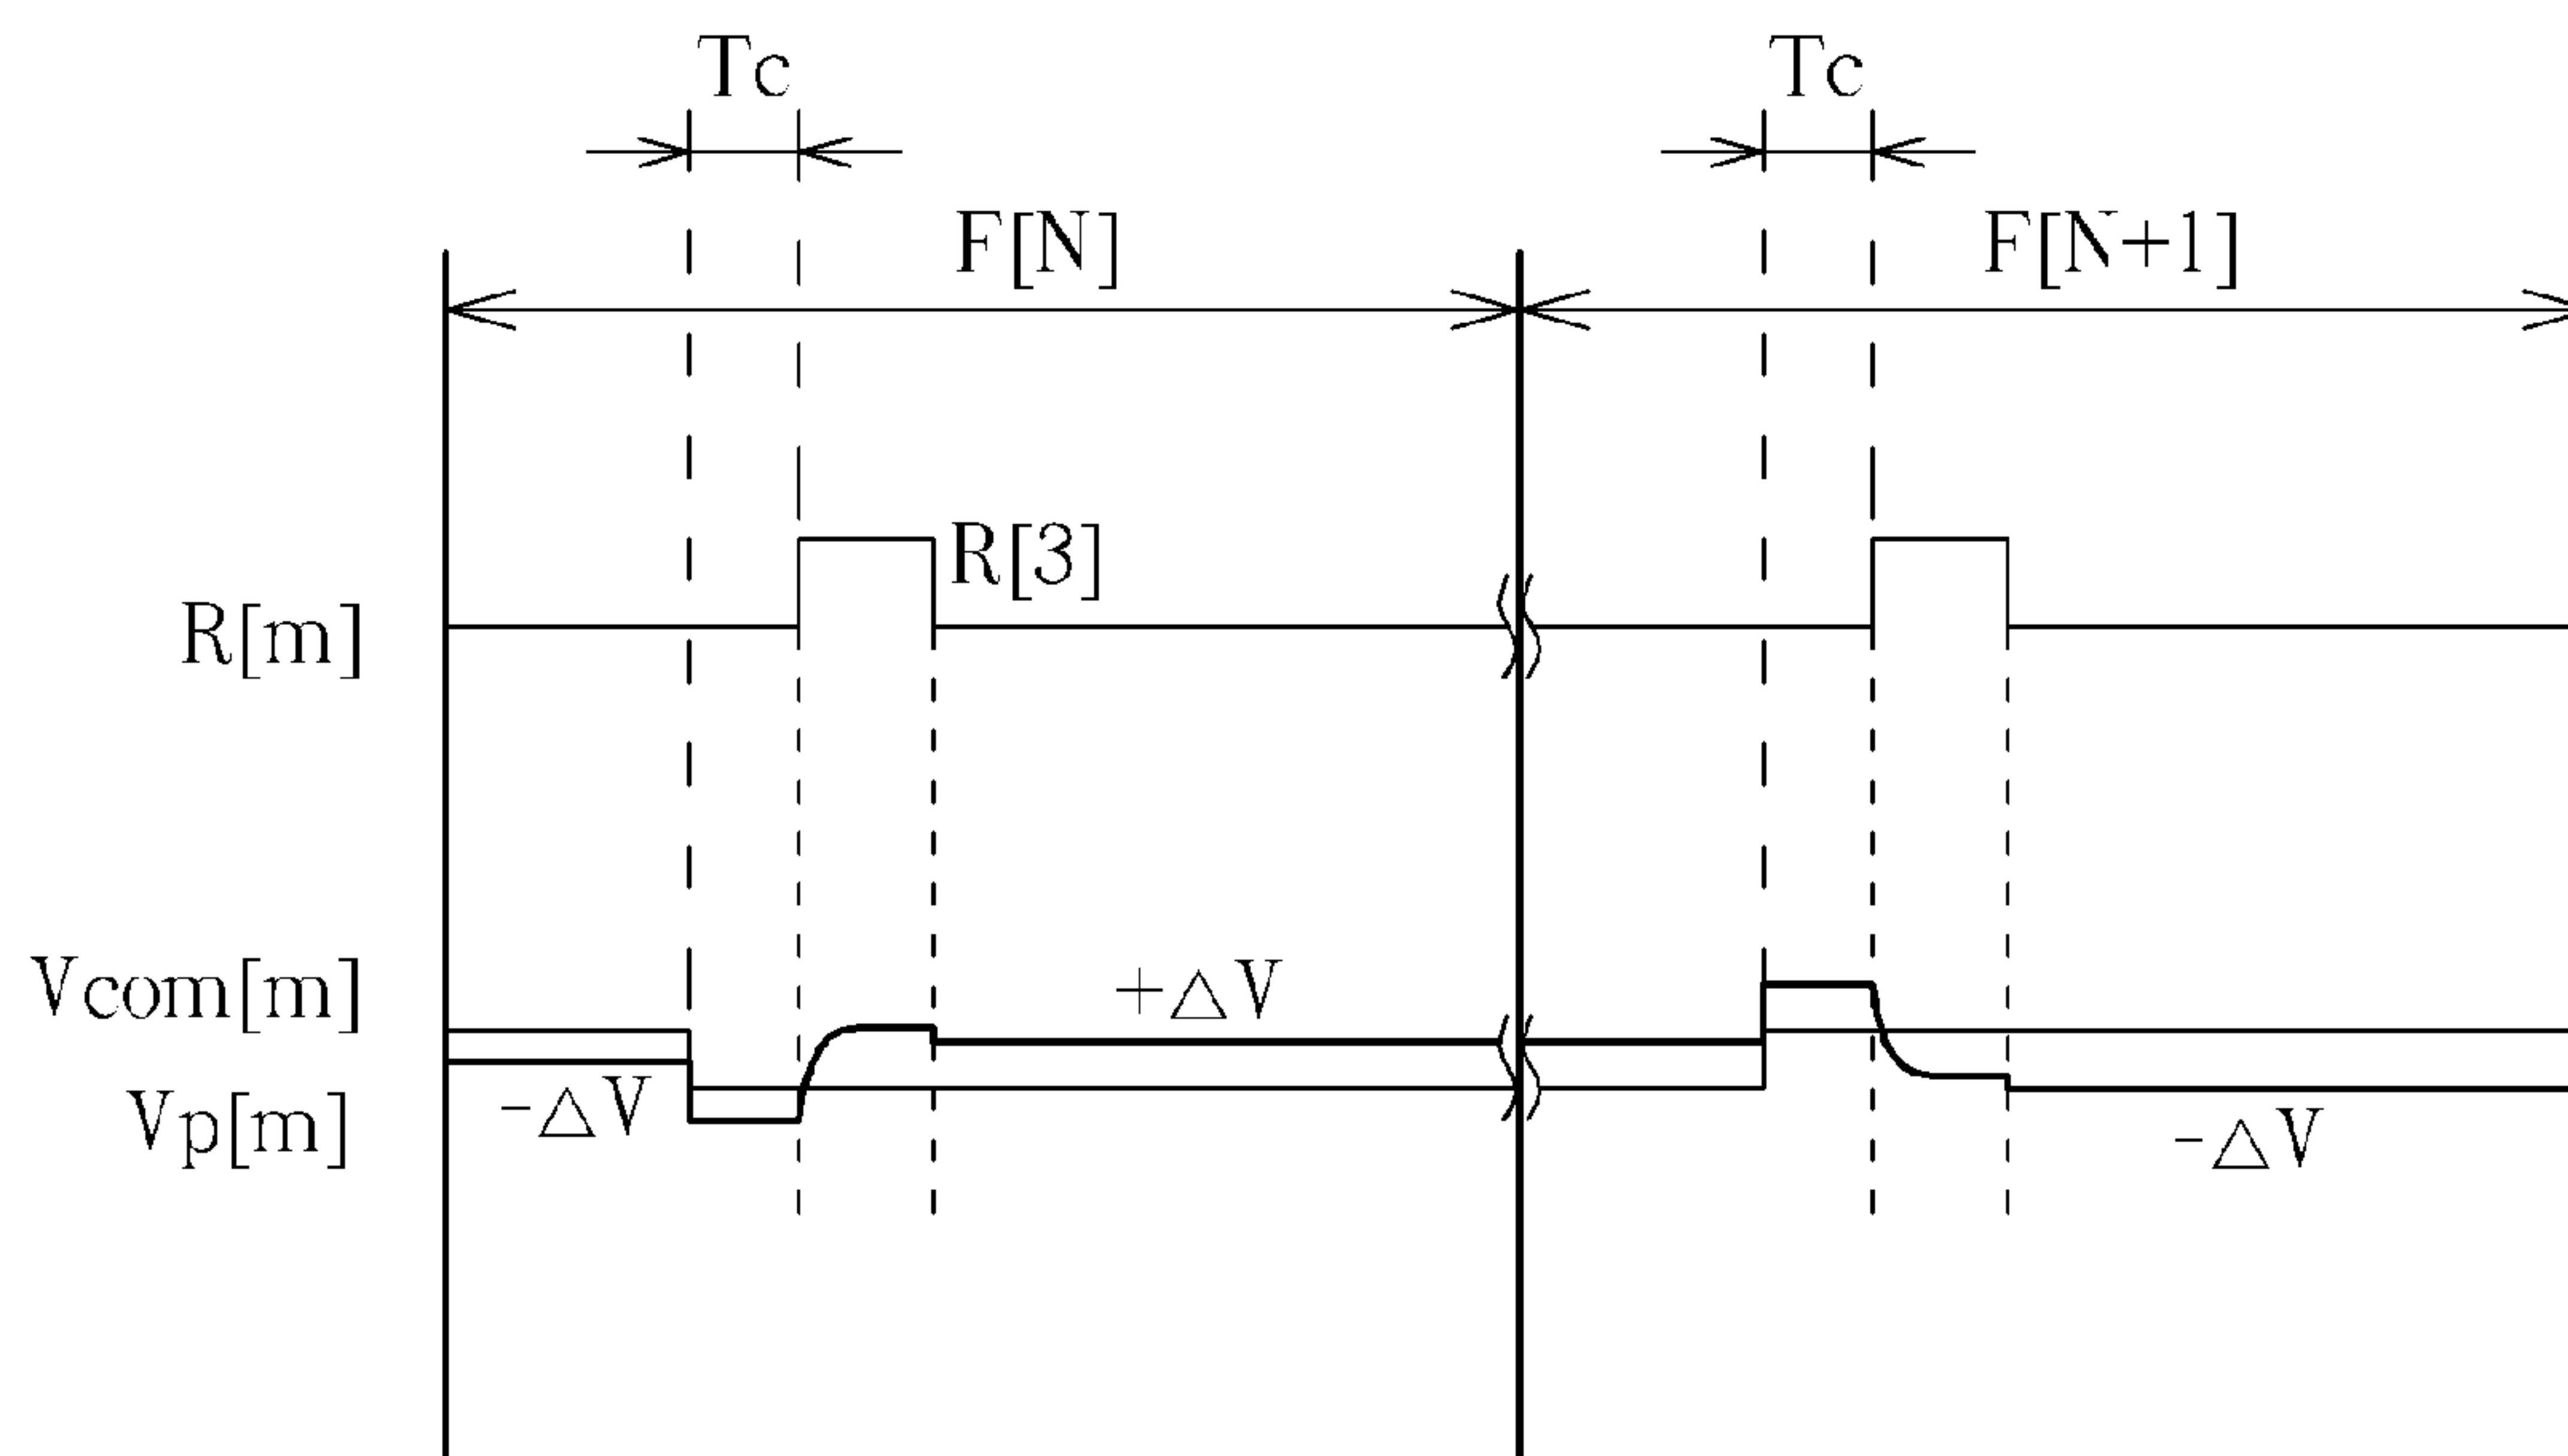 Tc Tc
F[N] F[N+1]
R[3]
R[m]
Vcom[m] +△V
Vp[m] -△V -△V